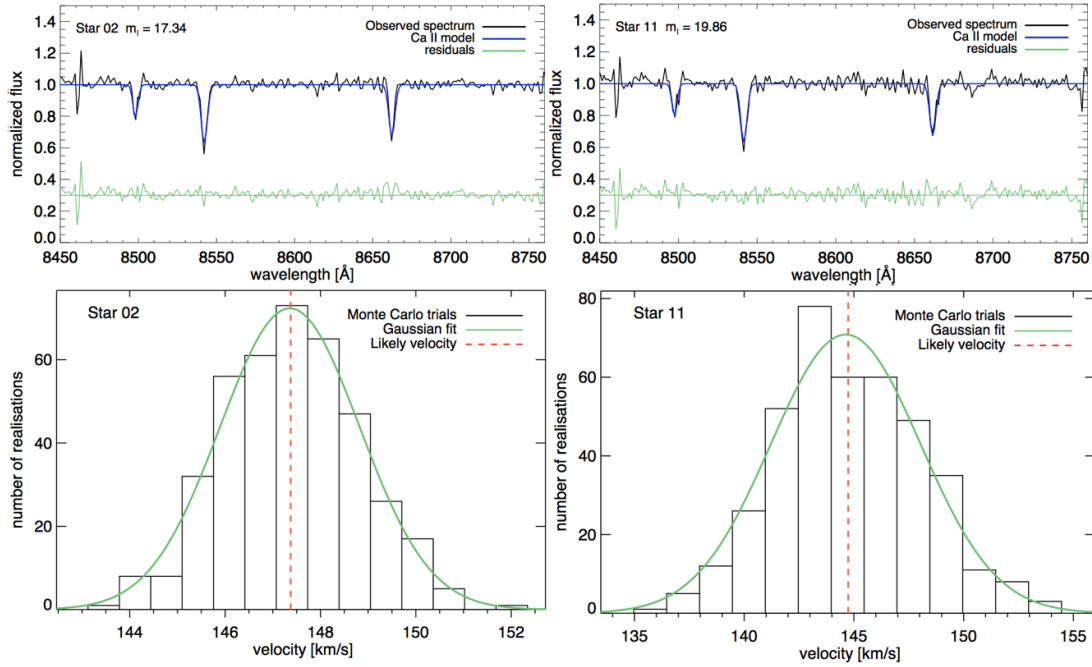 Star 02 mI = 17.34
Observed spectrum
Ca II model
residuals
normalized flux
1.4
1.2
1.0
0.8
0.6
0.4
0.2
0.0
8450 8500 8550 8600 8650 8700 8750
wavelength [Å]
Star 11 mI = 19.86
Observed spectrum
Ca II model
residuals
normalized flux
1.4
1.2
1.0
0.8
0.6
0.4
0.2
0.0
8450 8500 8550 8600 8650 8700 8750
wavelength [Å]
Star 02
Monte Carlo trials
Gaussian fit
Likely velocity
number of realisations
60
40
20
0
144 146 148 150 152
velocity [km/s]
Star 11
Monte Carlo trials
Gaussian fit
Likely velocity
number of realisations
80
60
40
20
0
135 140 145 150 155
velocity [km/s]